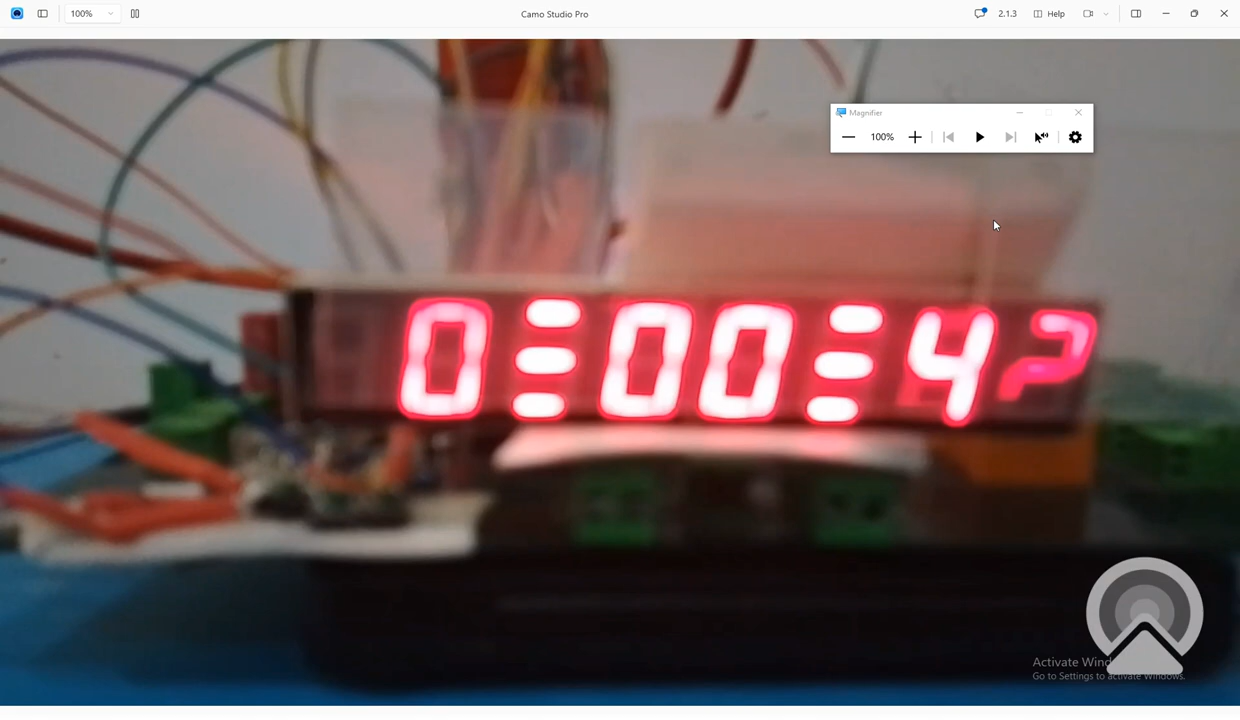 100%
Camo Studio Pro
2.1.3
Help
Magnifier
100%
0:00:4
Activate Wind
Go to Settings to activate Windows.